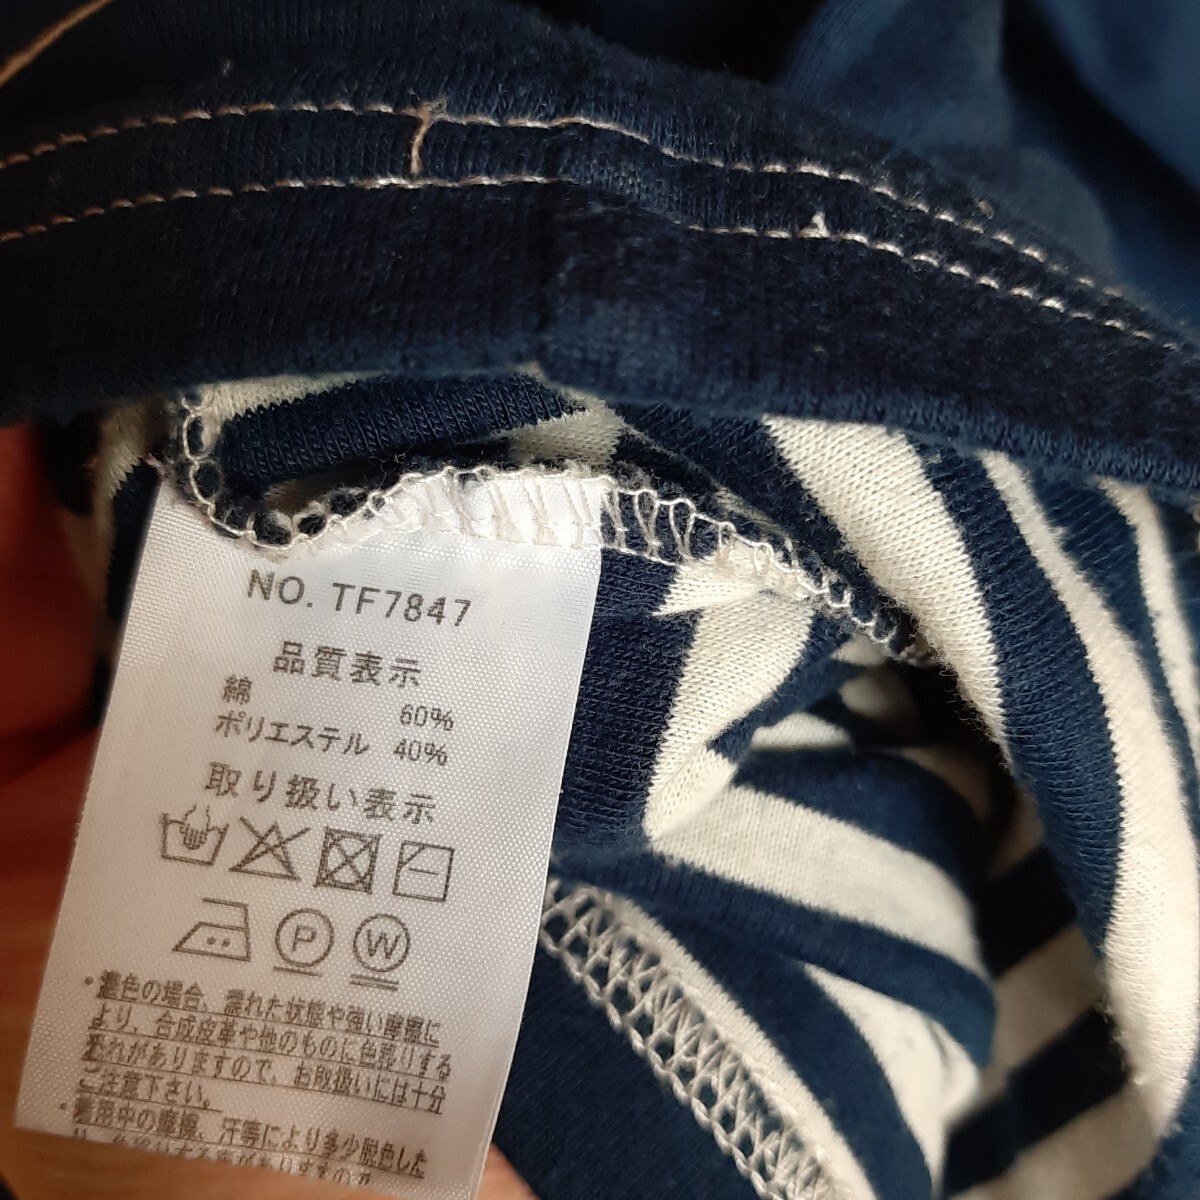 NO. TF7847
品質表示
綿 60%
ポリエステル 40%
取り扱い表示
P W
・濃色の場合、濡れた状態や強い摩擦に
より、合成皮革や他のものに色移りする
恐れがありますので、お取扱いには十分
ご注意下さい。
・着用中の摩擦、汗等により多少脱色した